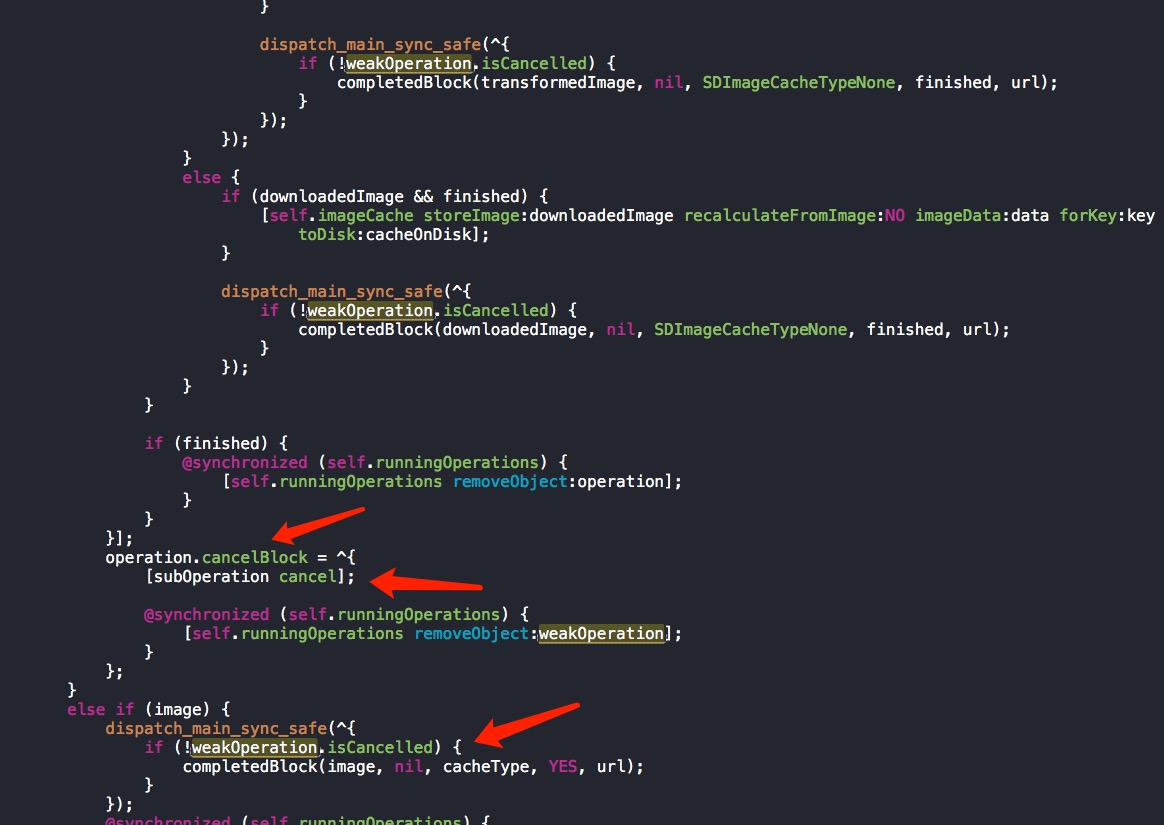 }
dispatch_main_sync_safe(^{
if (!weakOperation.isCancelled) {
completedBlock(transformedImage, nil, SDImageCacheTypeNone, finished, url);
}
});
});
}
else {
if (downloadedImage && finished) {
[self.imageCache storeImage:downloadedImage recalculateFromImage:NO imageData:data forKey:key
toDisk:cacheOnDisk];
}
dispatch_main_sync_safe(^{
if (!weakOperation.isCancelled) {
completedBlock(downloadedImage, nil, SDImageCacheTypeNone, finished, url);
}
});
}
}
if (finished) {
@synchronized (self.runningOperations) {
[self.runningOperations removeObject:operation];
}
}
}];
operation.cancelBlock = ^{
[subOperation cancel];
@synchronized (self.runningOperations) {
[self.runningOperations removeObject:weakOperation];
}
};
}
else if (image) {
dispatch_main_sync_safe(^{
if (!weakOperation.isCancelled) {
completedBlock(image, nil, cacheType, YES, url);
}
});
@synchronized (self.runningOperations) {